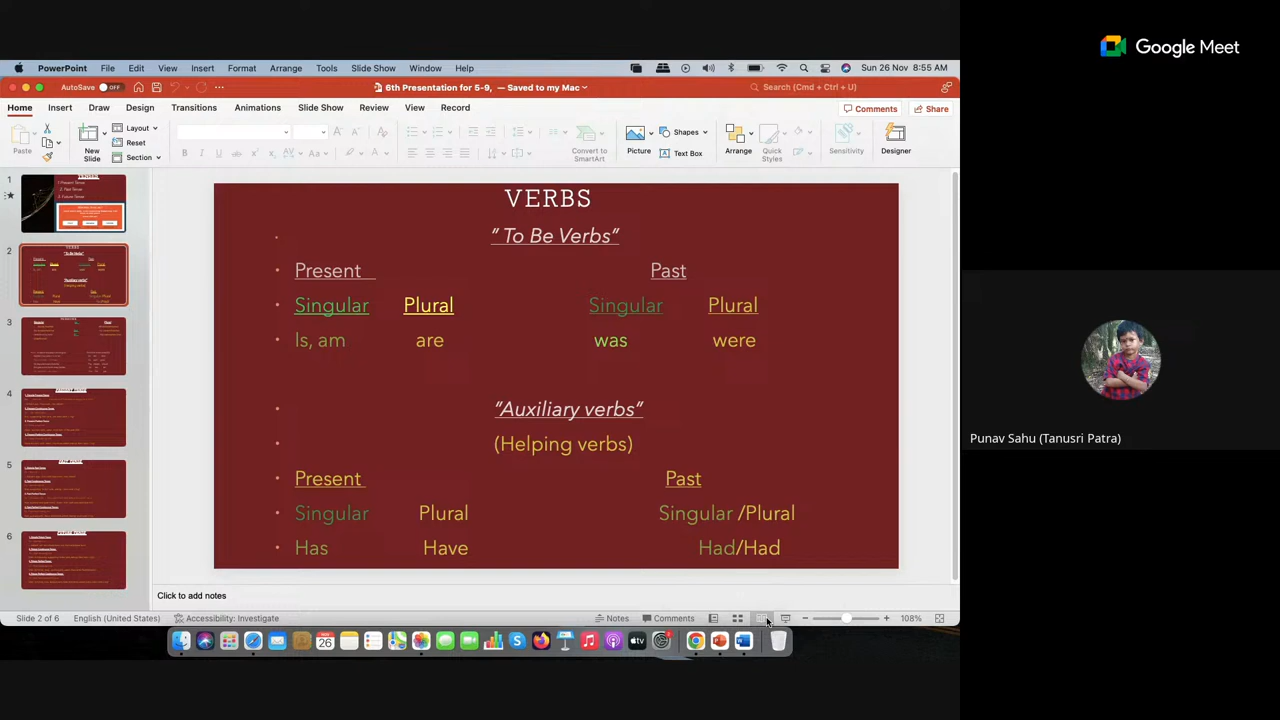 Google Meet
PowerPoint File Edit View Insert Format Arrange Tools Slide Show Window Help Sun 26 Nov 8:55 AM
AutoSave OFF 6th Presentation for 5-9, — Saved to my Mac Search (Cmd + Ctrl + U)
Home Insert Draw Design Transitions Animations Slide Show Review View Record Comments Share
Paste New Slide Layout Reset Section Convert to SmartArt Picture Shapes Text Box Arrange Quick Styles Sensitivity Designer
1
2
3
4
5
6
VERBS
“ To Be Verbs”
Present Past
Singular Plural Singular Plural
Is, am are was were
“Auxiliary verbs”
(Helping verbs)
Present Past
Singular Plural Singular /Plural
Has Have Had/Had
Click to add notes
Slide 2 of 6 English (United States) Accessibility: Investigate Notes Comments 108%
Punav Sahu (Tanusri Patra)